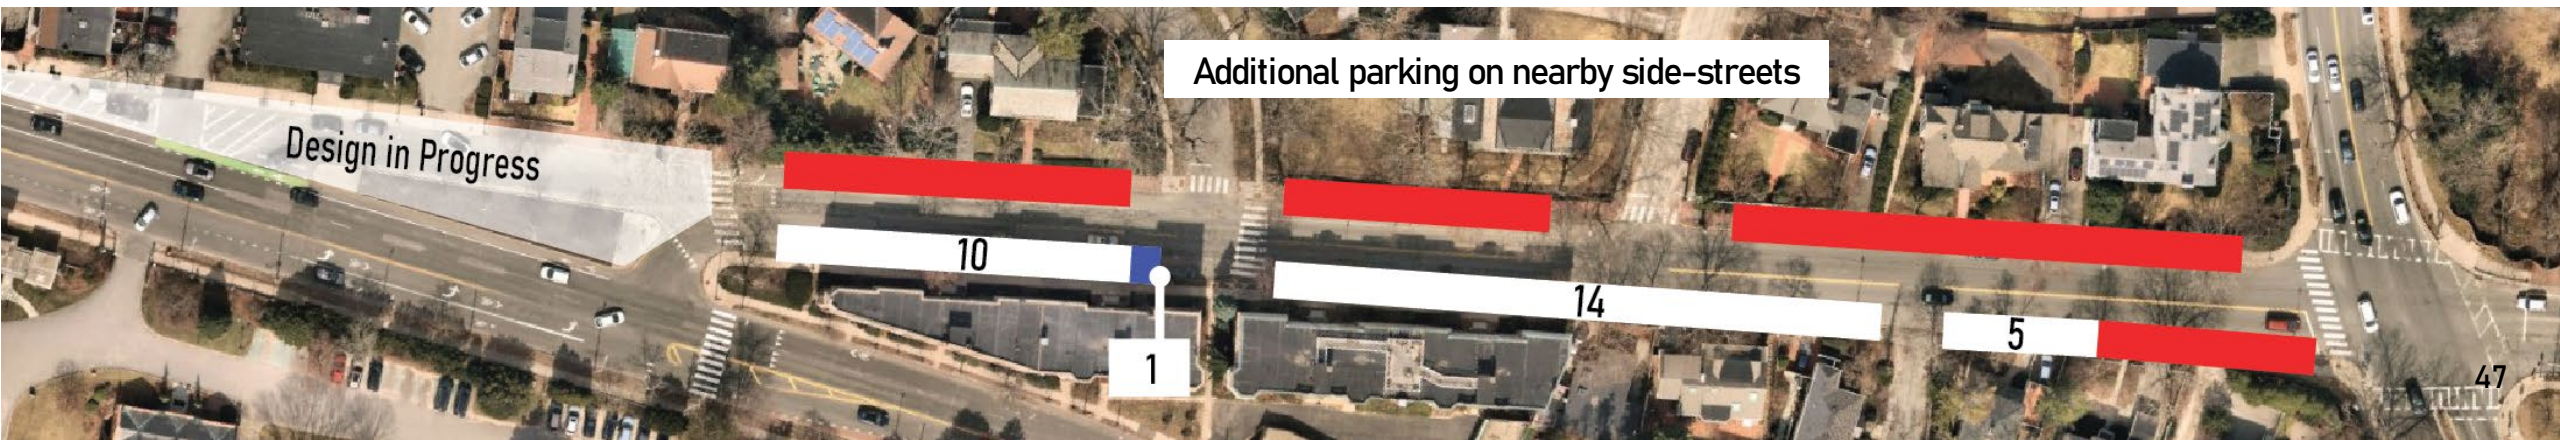 Additional parking on nearby side-streets
Design in Progress
10
14
5
1
47